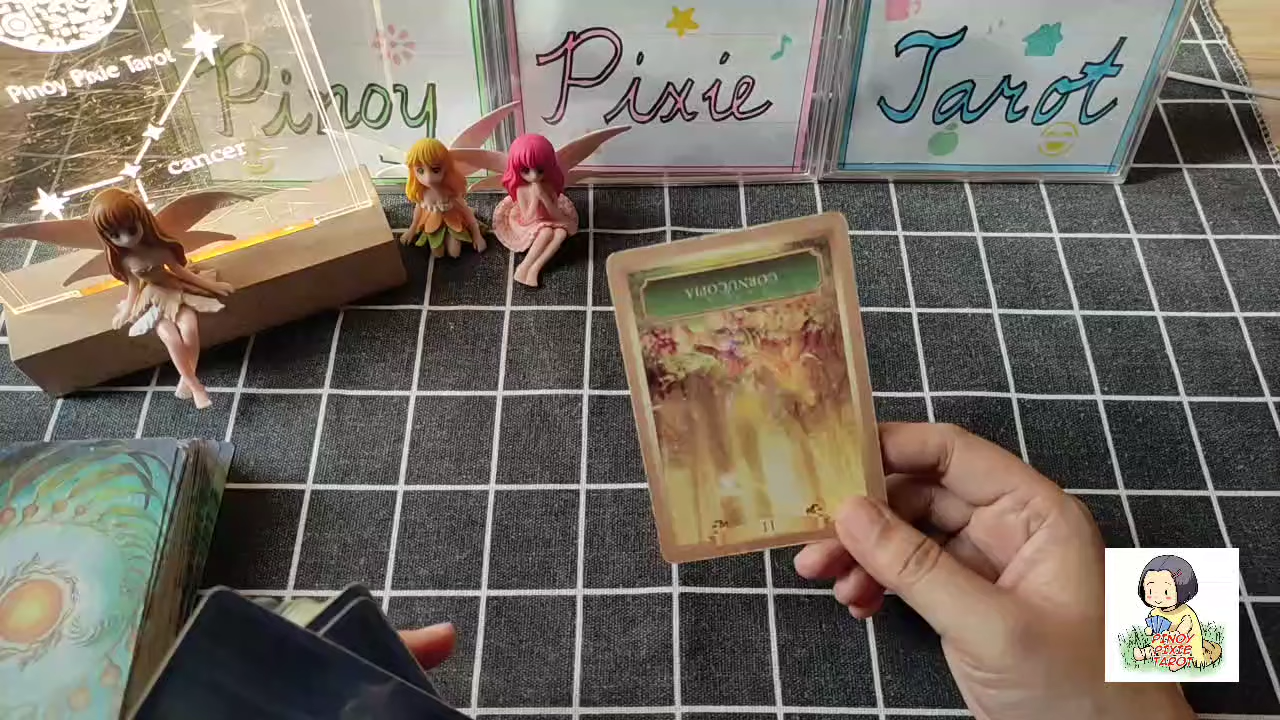 Pinoy Pixie Tarot
cancer
Pinoy
Pixie
Tarot
CORNUCOPIA
11
PINOY
PIXIE
TAROT